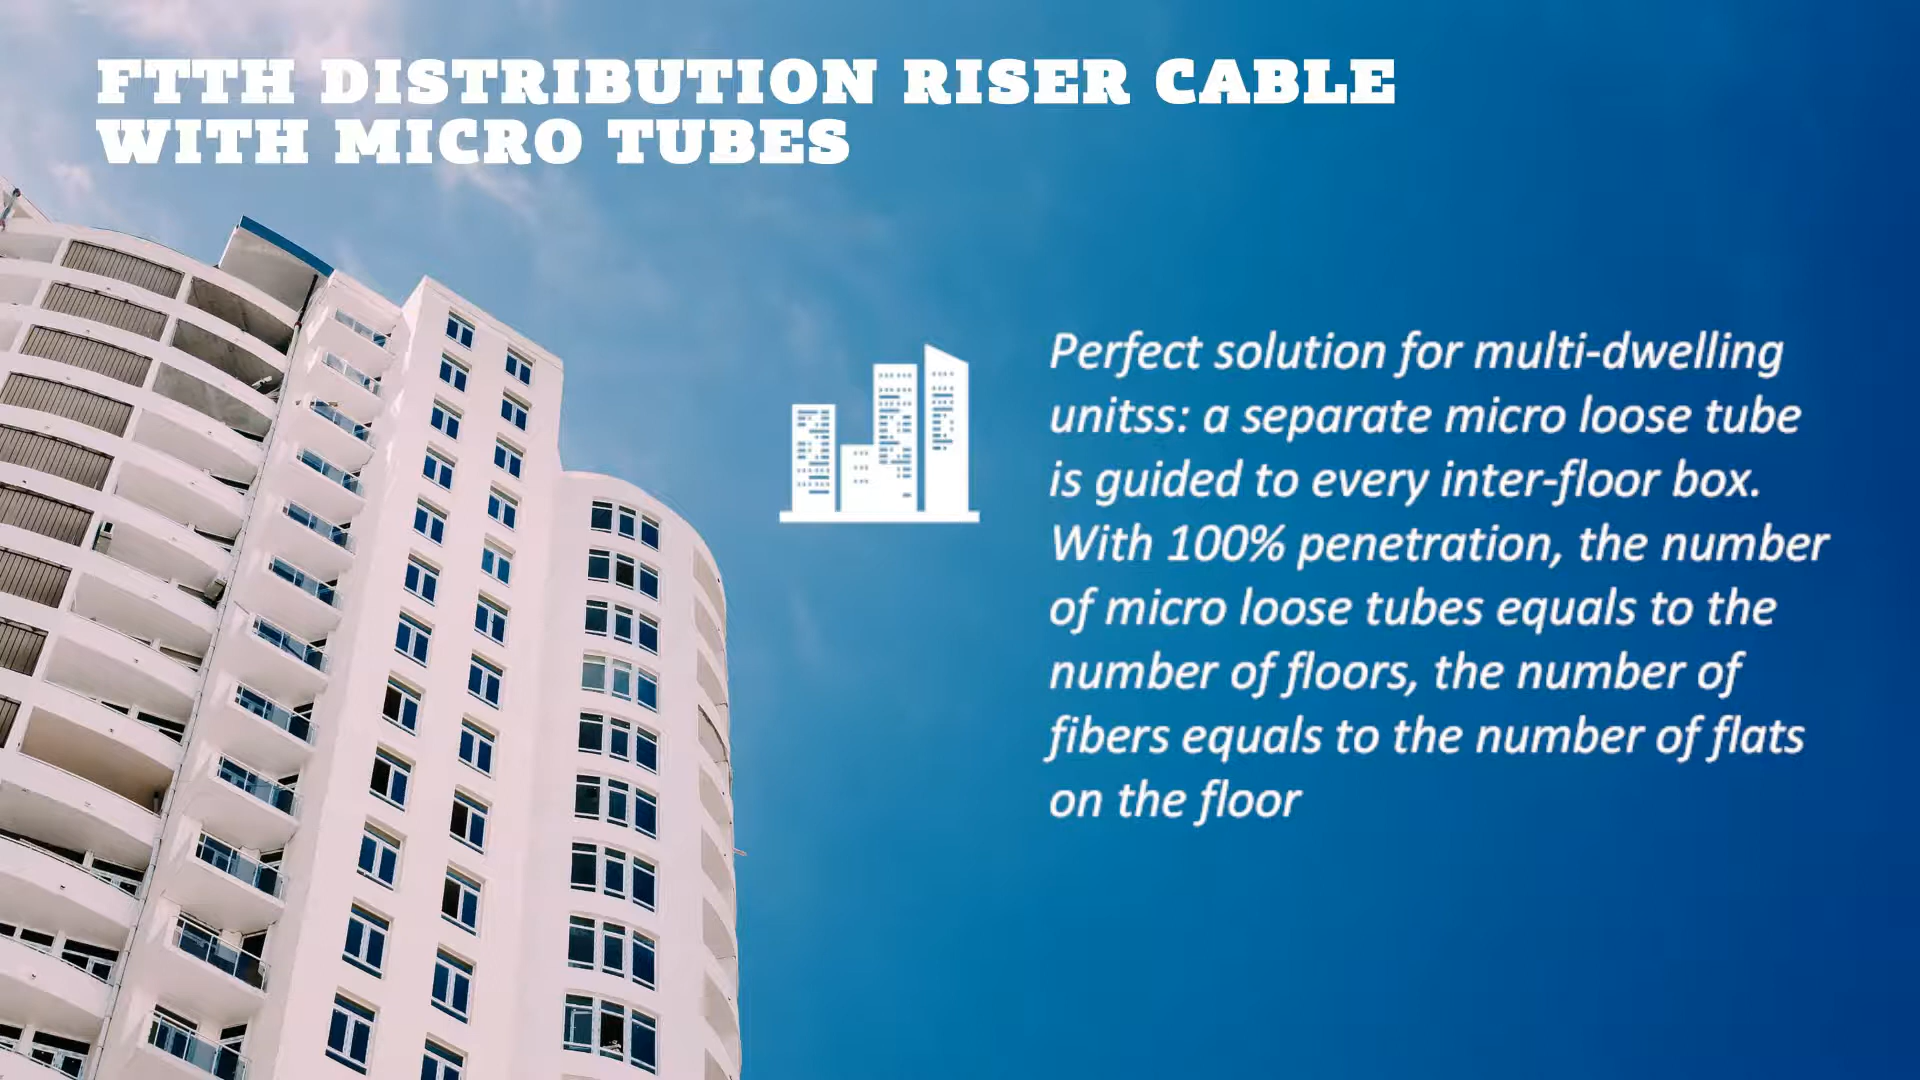 FTTH DISTRIBUTION RISER CABLE
WITH MICRO TUBES
Perfect solution for multi-dwelling
unitss: a separate micro loose tube
is guided to every inter-floor box.
With 100% penetration, the number
of micro loose tubes equals to the
number of floors, the number of
fibers equals to the number of flats
on the floor